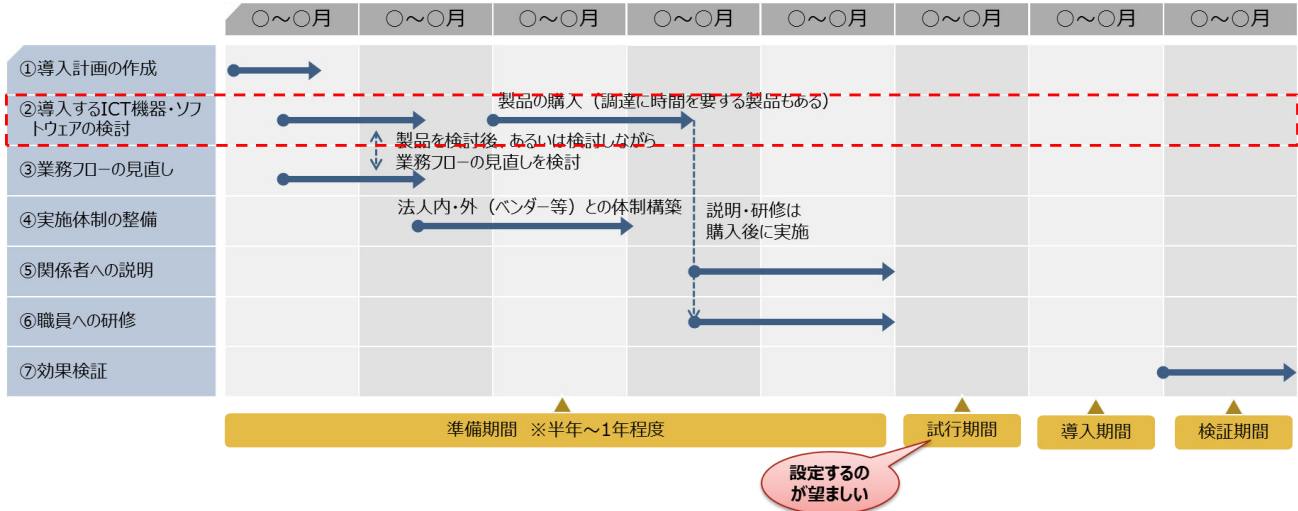 ○～○月 ○～○月 ○～○月 ○～○月 ○～○月 ○～○月 ○～○月 ○～○月
①導入計画の作成
②導入するICT機器・ソフ
トウェアの検討
製品の購入（調達に時間を要する製品もある）
製品を検討後、あるいは検討しながら
業務フローの見直しを検討
③業務フローの見直し
④実施体制の整備
法人内・外（ベンダー等）との体制構築
説明・研修は
購入後に実施
⑤関係者への説明
⑥職員への研修
⑦効果検証
準備期間 ※半年～1年程度
試行期間
導入期間
検証期間
設定するの
が望ましい